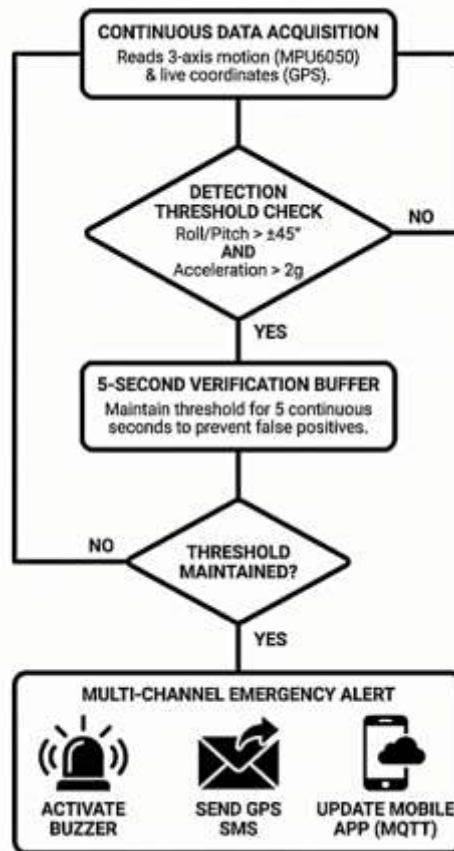 CONTINUOUS DATA ACQUISITION
Reads 3-axis motion (MPU6050)
& live coordinates (GPS).
DETECTION
THRESHOLD CHECK
Roll/Pitch > ±45°
AND
Acceleration > 2g
NO
YES
5-SECOND VERIFICATION BUFFER
Maintain threshold for 5 continuous
seconds to prevent false positives.
NO
THRESHOLD
MAINTAINED?
YES
MULTI-CHANNEL EMERGENCY ALERT
ACTIVATE
BUZZER
SEND GPS
SMS
UPDATE MOBILE
APP (MQTT)